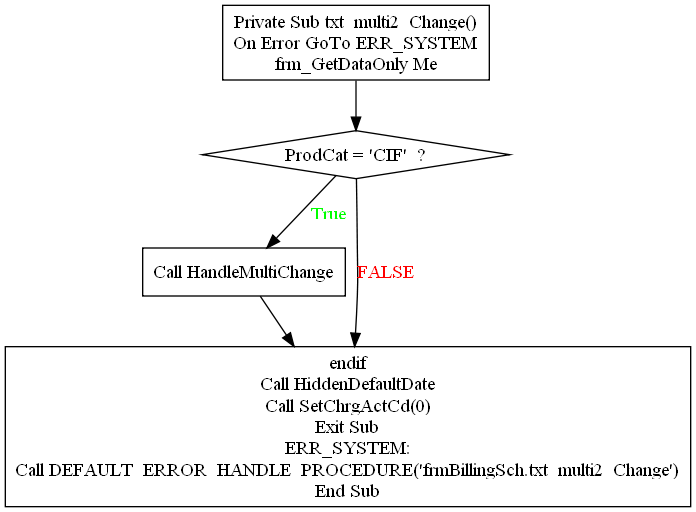 Private Sub txt_multi2_Change()
On Error GoTo ERR_SYSTEM
frm_GetDataOnly Me
ProdCat = 'CIF' ?
True
Call HandleMultiChange
FALSE
endif
Call HiddenDefaultDate
Call SetChrgActCd(0)
Exit Sub
ERR_SYSTEM:
Call DEFAULT_ERROR_HANDLE_PROCEDURE('frmBillingSch.txt_multi2_Change')
End Sub